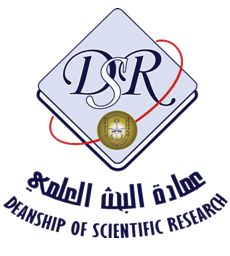 DSR
عمادة البحث العلمي
DEANSHIP OF SCIENTIFIC RESEARCH